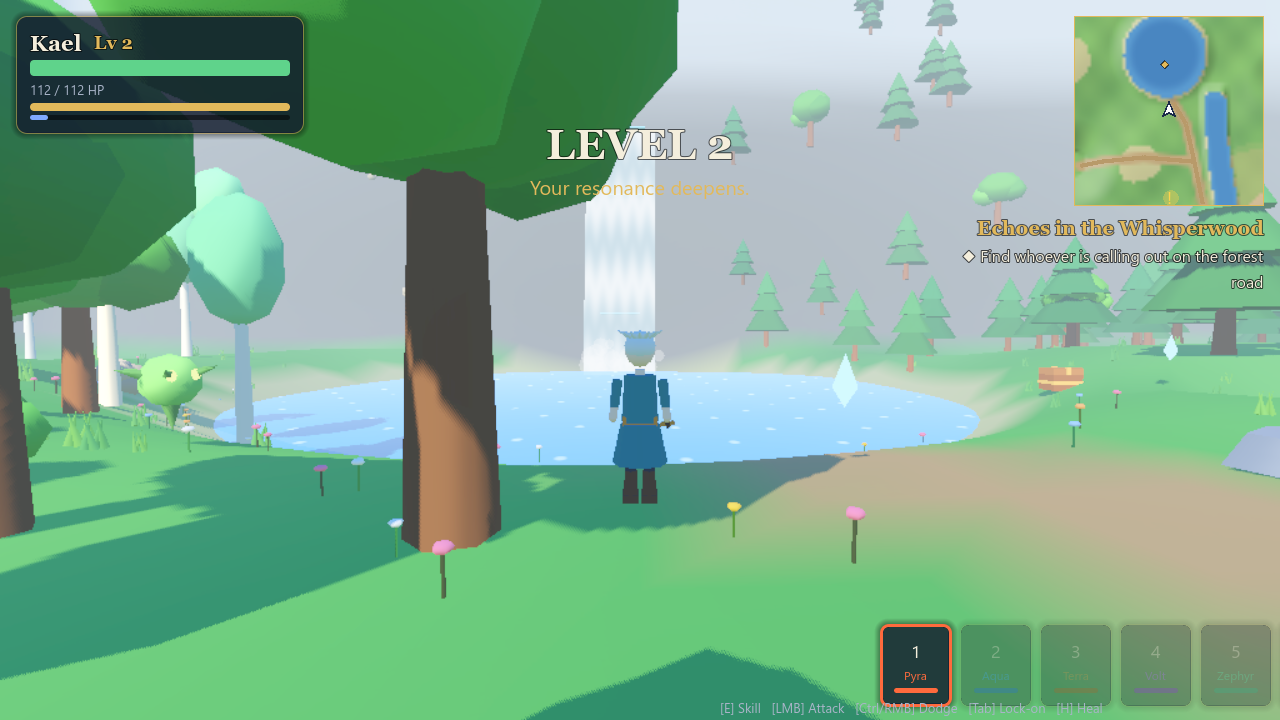 Kael Lv 2
112 / 112 HP
LEVEL 2
Your resonance deepens.
!
Echoes in the Whisperwood
Find whoever is calling out on the forest
road
1 2 3 4 5
Pyra Aqua Terra Volt Zephyr
[E] Skill [LMB] Attack [Ctrl/RMB] Dodge [Tab] Lock-on [H] Heal